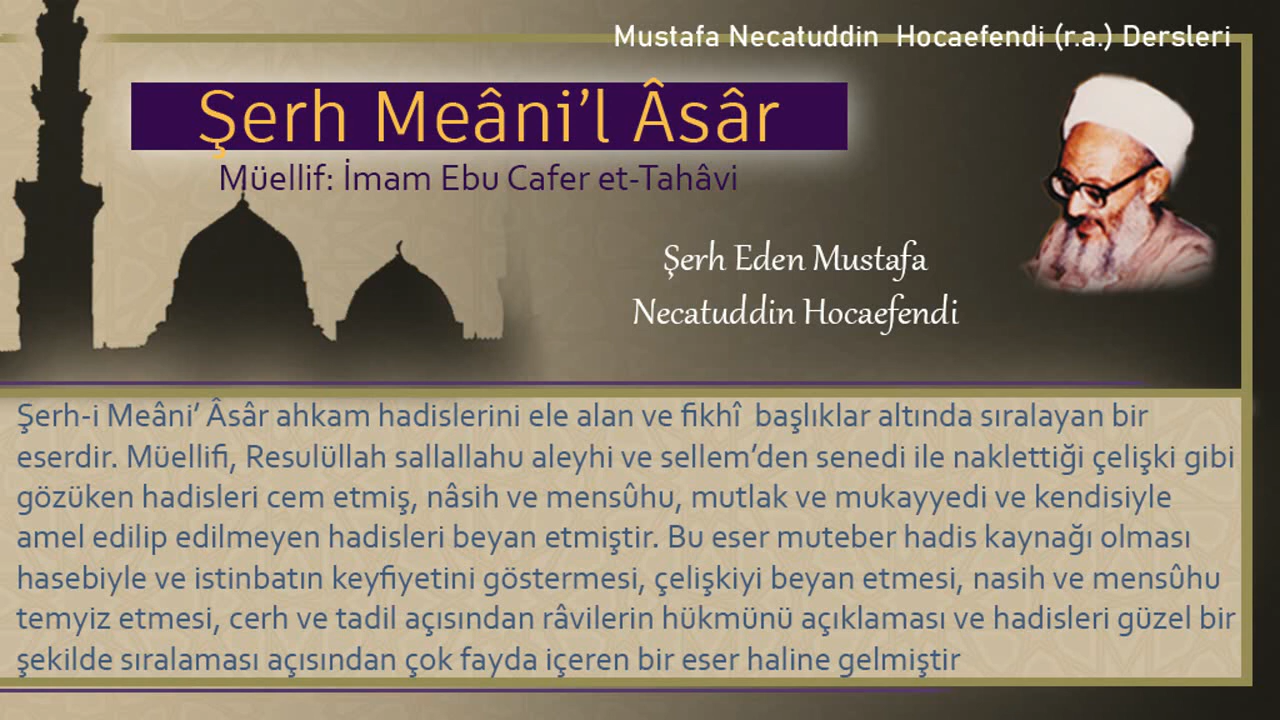 Mustafa Necatuddin Hocaefendi (r.a.) Dersleri
Şerh Meâni’l Âsâr
Müellif: İmam Ebu Cafer et-Tahâvi
Şerh Eden Mustafa
Necatuddin Hocaefendi
Şerh-i Meâni’ Âsâr ahkam hadislerini ele alan ve fikhî başlıklar altında sıralayan bir
eserdir. Müellifi, Resulüllah sallallahu aleyhi ve sellem’den senedi ile naklettiği çelişki gibi
gözüken hadisleri cem etmiş, nâsih ve mensûhu, mutlak ve mukayyedi ve kendisiyle
amel edilip edilmeyen hadisleri beyan etmiştir. Bu eser muteber hadis kaynağı olması
hasebiyle ve istinbatın keyfiyetini göstermesi, çelişkiyi beyan etmesi, nasih ve mensûhu
temyiz etmesi, cerh ve tadil açısından râvilerin hükmünü açıklaması ve hadisleri güzel bir
şekilde sıralaması açısından çok fayda içeren bir eser haline gelmiştir